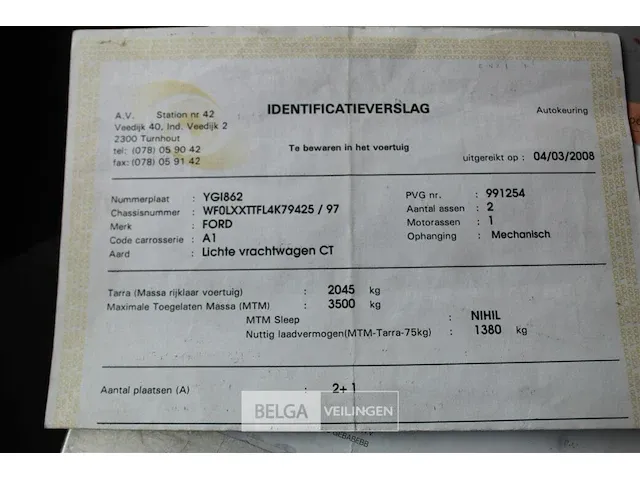 IDENTIFICATIEVERSLAG
Autokeuring
A.V. Station nr 42
Veedijk 40, Ind. Veedijk 2
2300 Turnhout
tel: (078) 05 90 42
fax: (078) 05 91 42
Te bewaren in het voertuig
uitgereikt op : 04/03/2008
Nummerplaat : YGI862
Chassisnummer : WF0LXXTTFL4K79425 / 97
Merk : FORD
Code carrosserie : A1
Aard : Lichte vrachtwagen CT
PVG nr. : 991254
Aantal assen : 2
Motorassen : 1
Ophanging : Mechanisch
Tarra (Massa rijklaar voertuig) : 2045 kg
Maximale Toegelaten Massa (MTM) : 3500 kg
MTM Sleep : NIHIL
Nuttig laadvermogen(MTM-Tarra-75kg) : 1380 kg
Aantal plaatsen (A) : 2+ 1
BELGA VEILINGEN